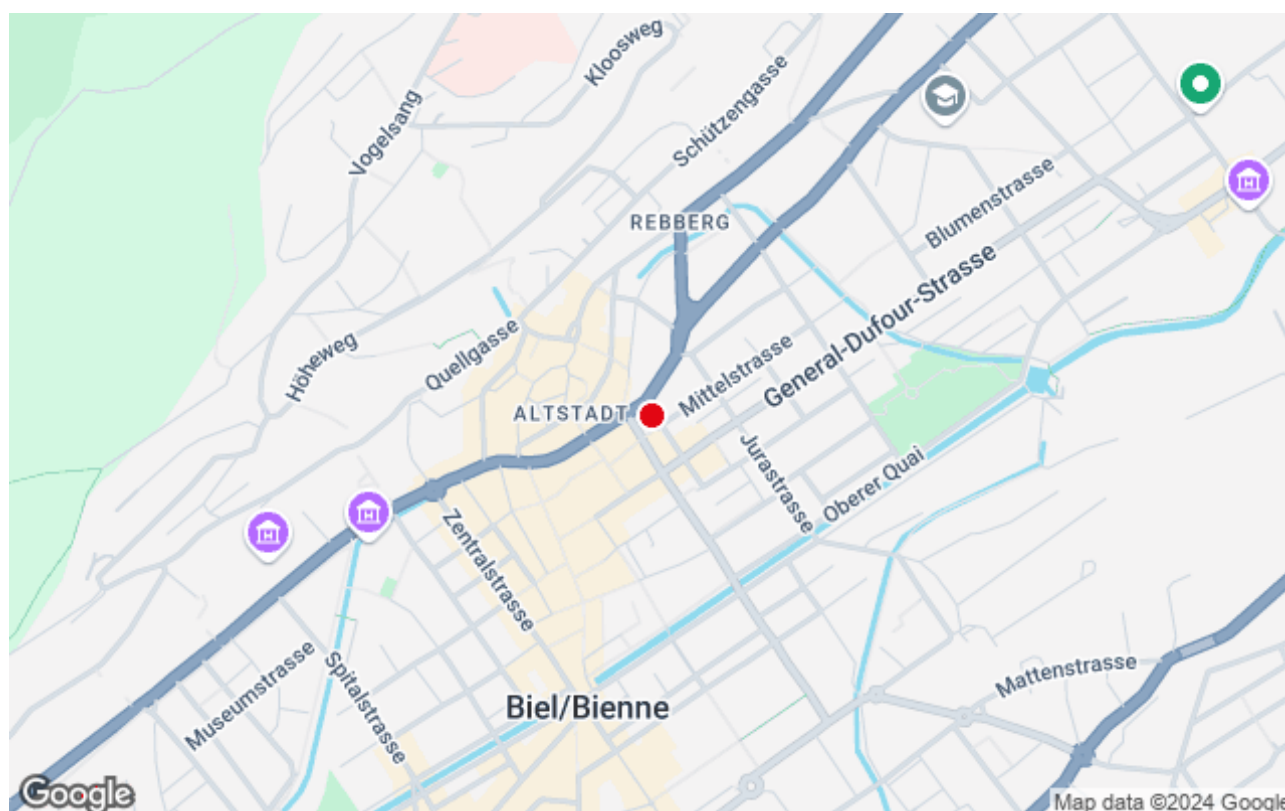 Kloosweg
Schützengasse
Vogelsang
REBBERG
Blumenstrasse
General-Dufour-Strasse
Höheweg
Quellgasse
Mittelstrasse
ALTSTADT
Jurastrasse
Oberer Quai
Zentralstrasse
Museumstrasse
Spitalstrasse
Mattenstrasse
Biel/Bienne
Google
Map data ©2024 Google